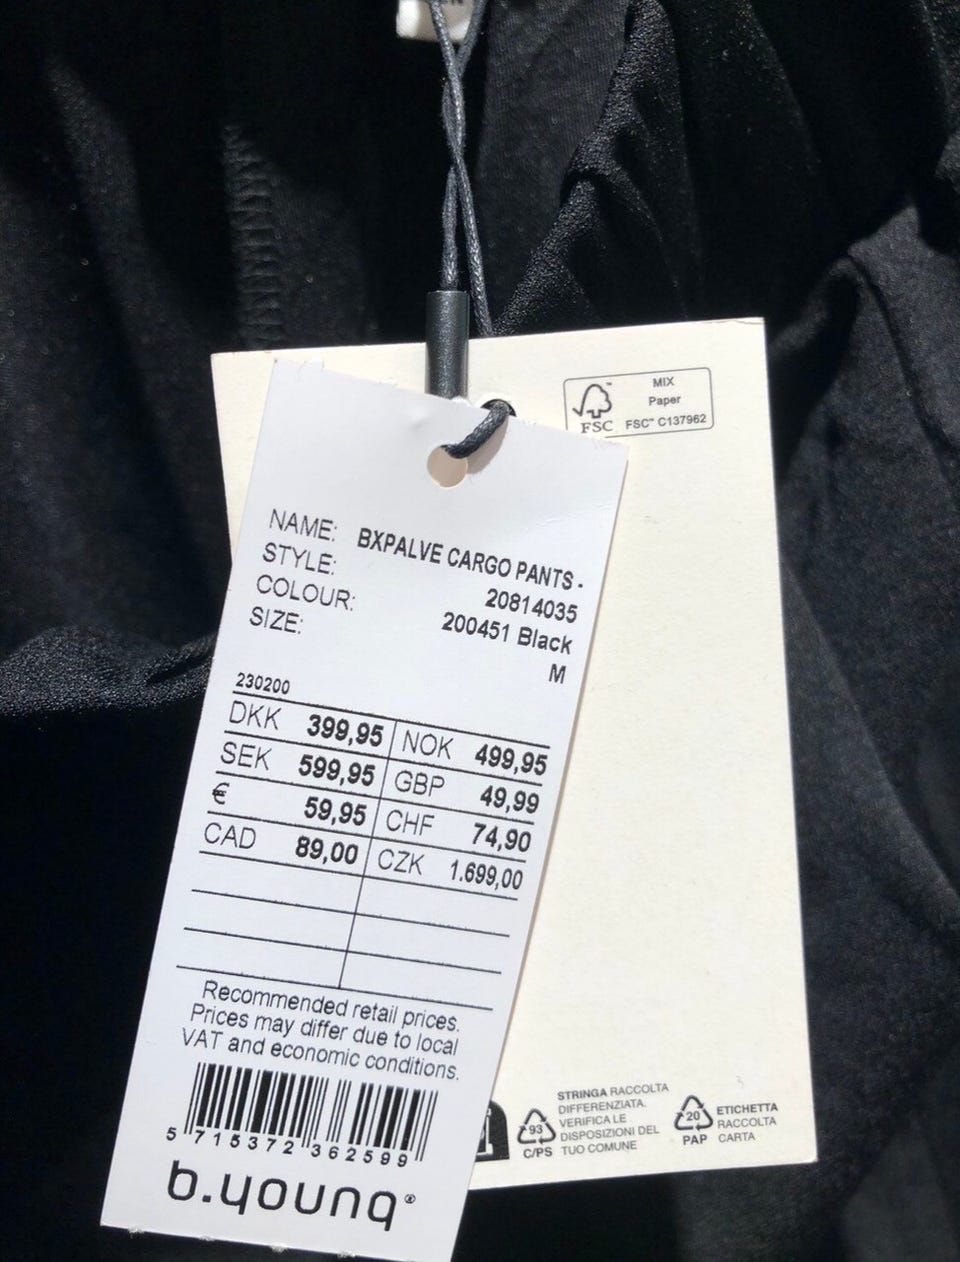 MIX
Paper
FSC™ C137962
FSC
NAME: BXPALVE CARGO PANTS -
STYLE: 20814035
COLOUR: 200451 Black
SIZE: M
230200
DKK 399,95 NOK 499,95
SEK 599,95 GBP 49,99
€ 59,95 CHF 74,90
CAD 89,00 CZK 1.699,00
Recommended retail prices.
Prices may differ due to local
VAT and economic conditions.
5 715372 362599
b.young®
93
C/PS
STRINGA RACCOLTA
DIFFERENZIATA.
VERIFICA LE
DISPOSIZIONI DEL
TUO COMUNE
20
PAP
ETICHETTA
RACCOLTA
CARTA